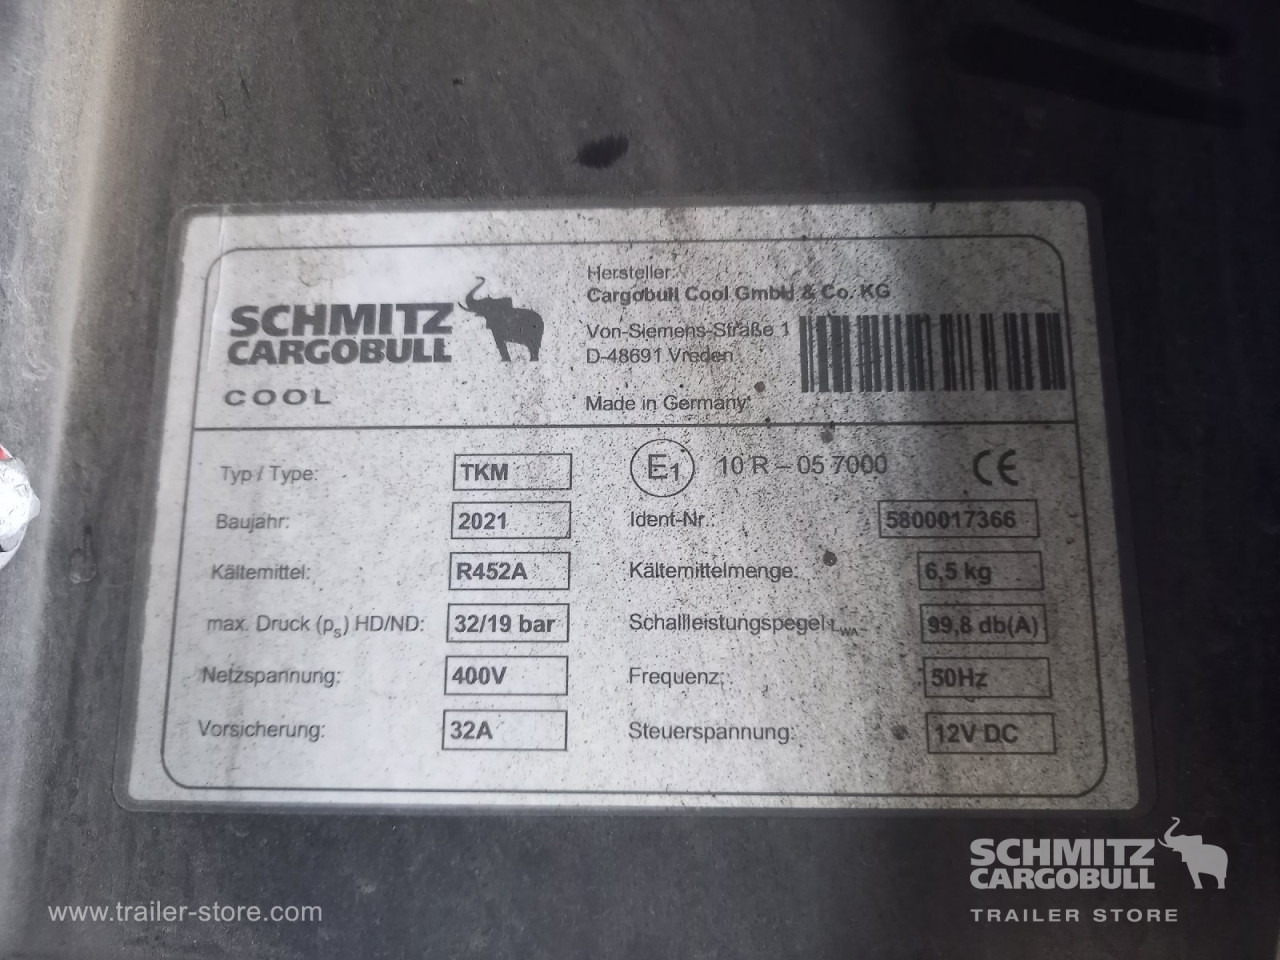 SCHMITZ
CARGOBULL
COOL
Hersteller:
Cargobull Cool GmbH & Co. KG
Von-Siemens-Straße 1
D-48691 Vreden
Made in Germany
Typ / Type: TKM E1 10 R - 05 7000 CE
Baujahr: 2021 Ident-Nr.: 5800017366
Kältemittel: R452A Kältemittelmenge: 6,5 kg
max. Druck (ps) HD/ND: 32/19 bar Schallleistungspegel LWA 99,8 db(A)
Netzspannung: 400V Frequenz: 50Hz
Vorsicherung: 32A Steuerspannung: 12V DC
SCHMITZ
CARGOBULL
TRAILER STORE
www.trailer-store.com